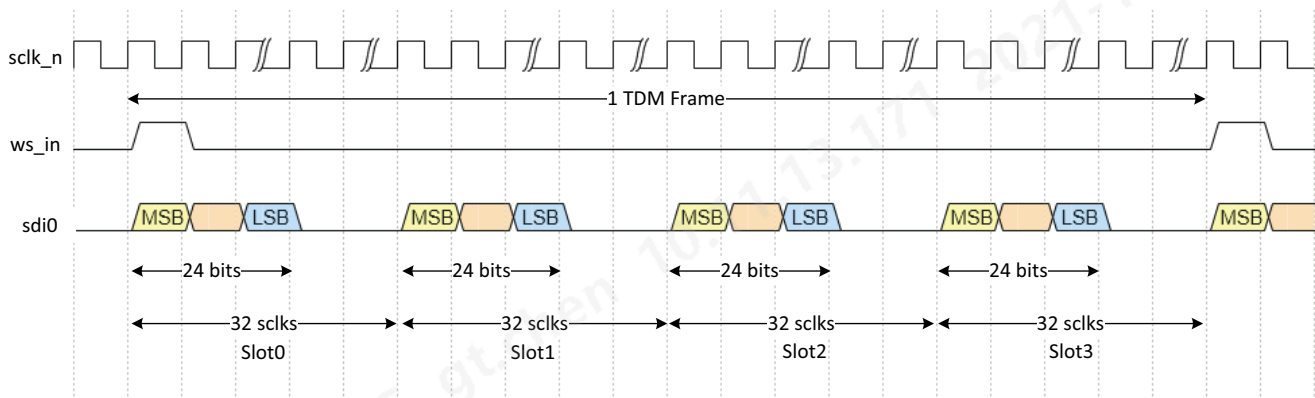 sclk_n
1 TDM Frame
ws_in
sdi0
MSB LSB MSB LSB MSB LSB MSB LSB MSB
24 bits 24 bits 24 bits 24 bits
32 sclks 32 sclks 32 sclks 32 sclks
Slot0 Slot1 Slot2 Slot3